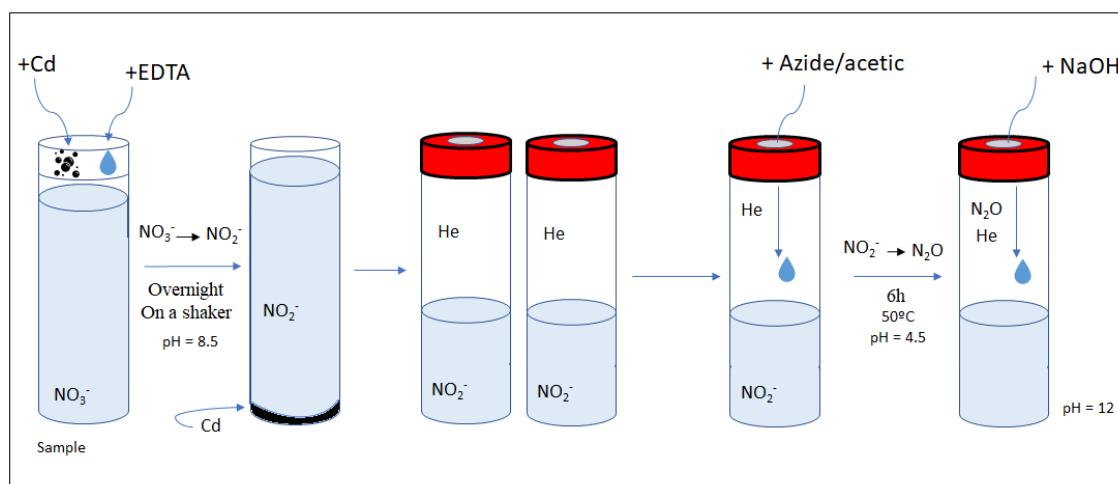 +Cd
+EDTA
NO₃⁻
Sample
NO₃⁻ → NO₂⁻
Overnight
On a shaker
pH = 8.5
NO₂⁻
Cd
He
NO₂⁻
He
NO₂⁻
+ Azide/acetic
He
NO₂⁻
NO₂⁻ → N₂O
6h
50ºC
pH = 4.5
+ NaOH
N₂O
He
pH = 12